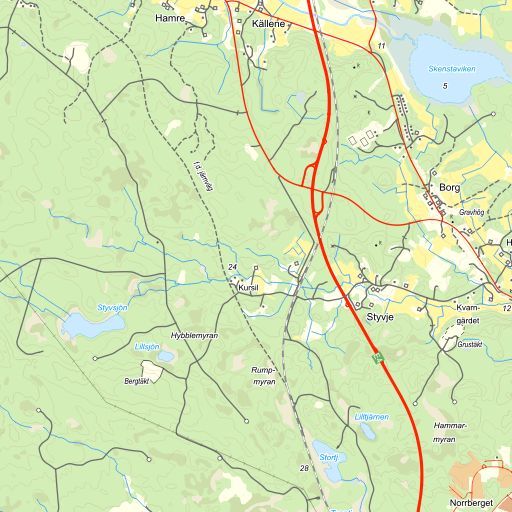 Hamre
Källene
11
Skenstaviken
5
f.d. järnväg
Borg
Gravhög
H
24
Kursil
Styvsjön
12
Kvarn-
gärdet
Styvje
Hybblemyran
Lillsjön
Grustäkt
Bergtäkt
Rump-
myran
Lilltjärnen
Hammar-
myran
Stortj
28
Norrberget